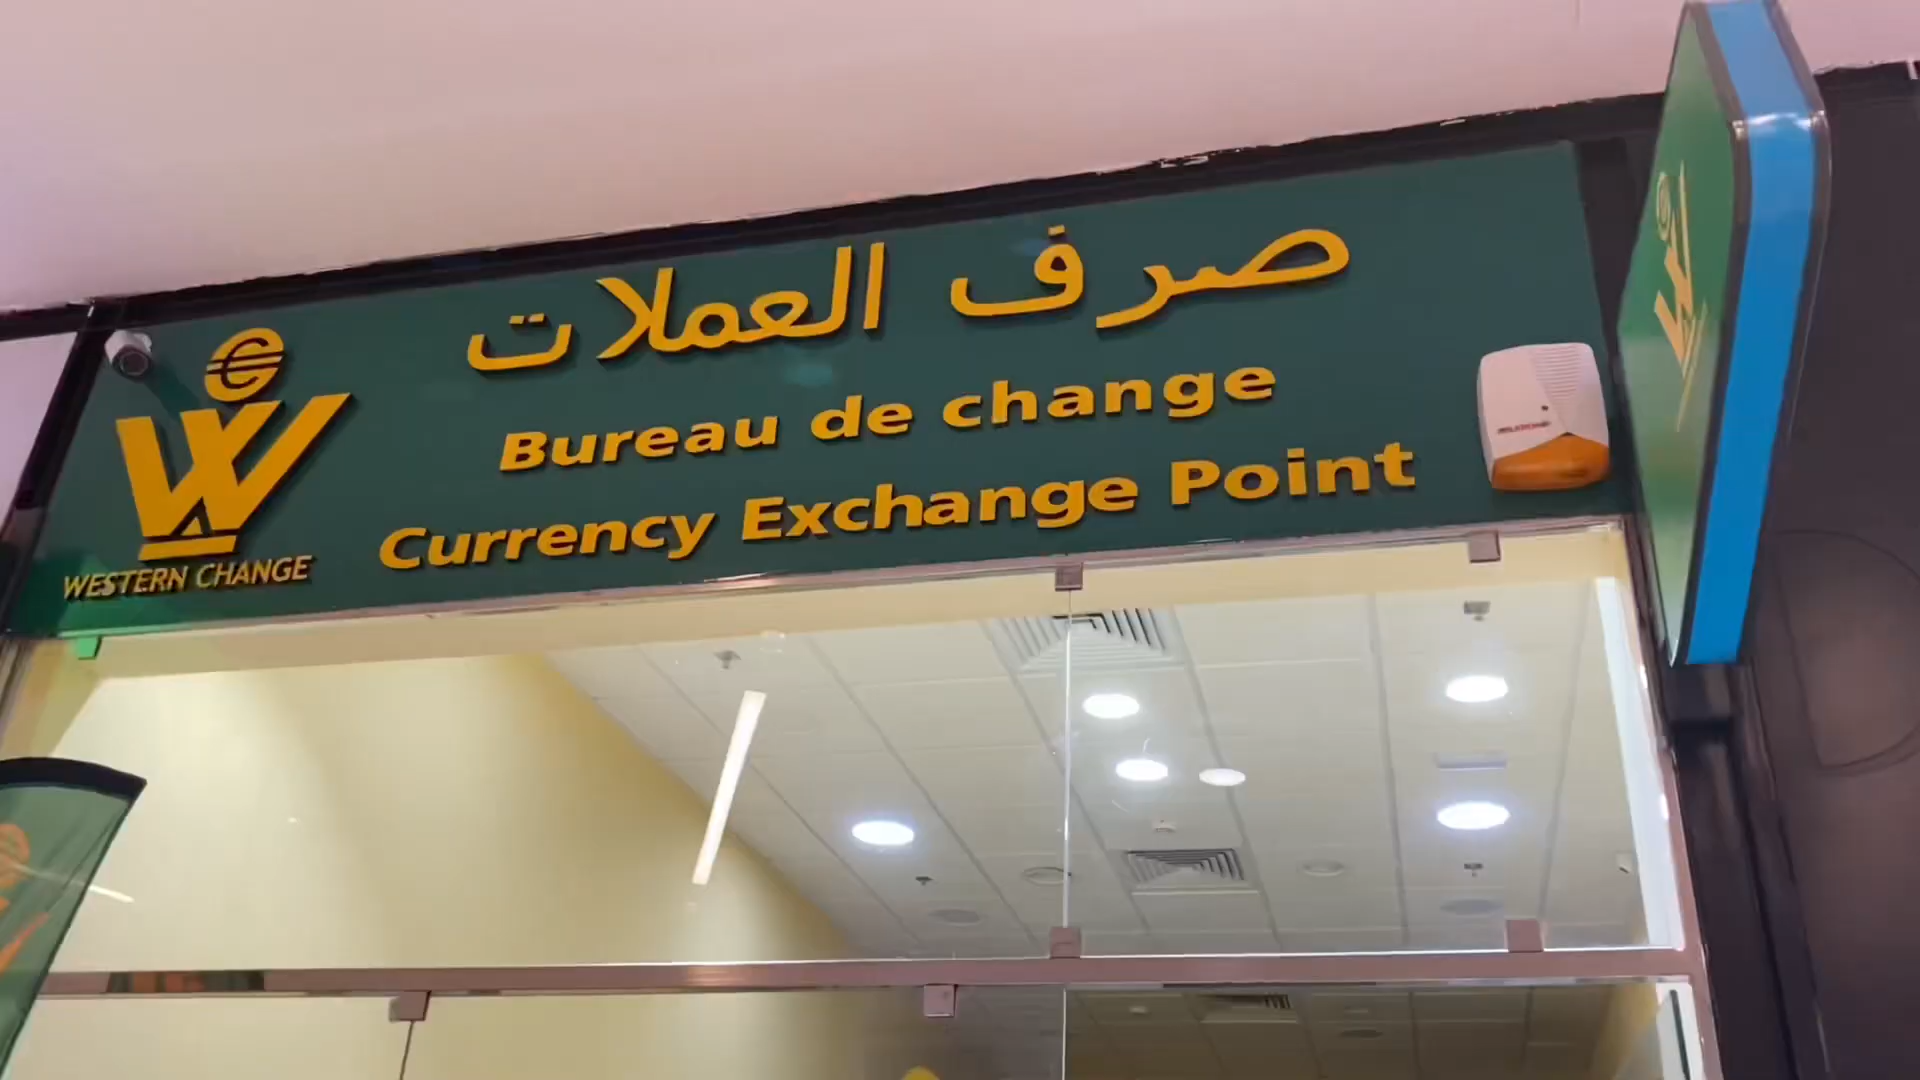 صرف العملات
Bureau de change
Currency Exchange Point
WESTERN CHANGE